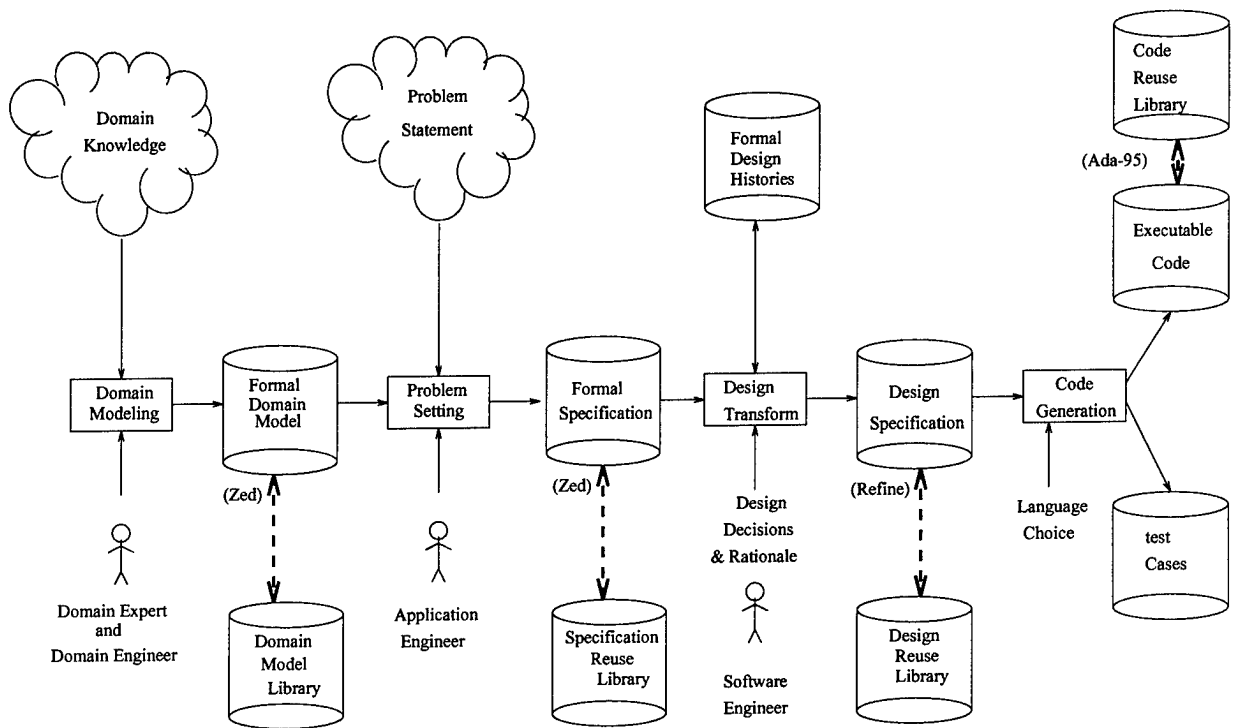 Domain
Knowledge
Problem
Statement
Formal
Design
Histories
Code
Reuse
Library
(Ada-95)
Executable
Code
Domain
Modeling
Formal
Domain
Model
Problem
Setting
Formal
Specification
Design
Transform
Design
Specification
Code
Generation
(Zed)
(Zed)
(Refine)
Design
Decisions
& Rationale
Language
Choice
test
Cases
Domain Expert
and
Domain Engineer
Domain
Model
Library
Application
Engineer
Specification
Reuse
Library
Software
Engineer
Design
Reuse
Library